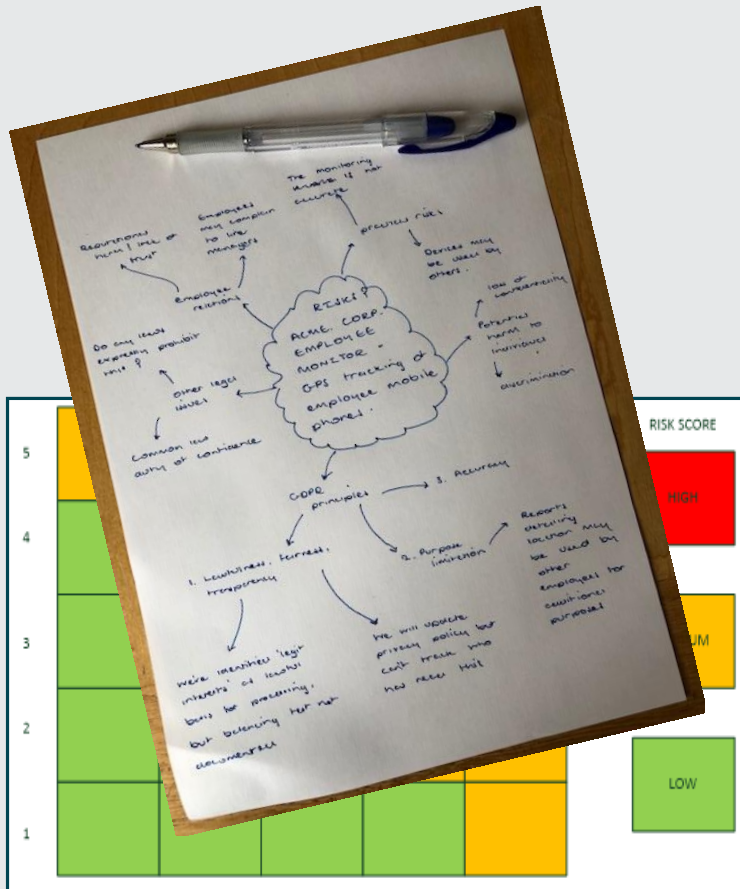 The monitoring
is not
accurate
practical risks
Devices may
be used by
others.
Employees
may complain
to line
managers
Reputational
harm / loss of
trust
employee
relations
RISKS?
ACME. CORP.
EMPLOYEE
MONITOR -
GPS tracking of
employee mobile
phones.
loss of
confidentiality
Potential
harm to
individuals
discrimination
Do any laws
expressly prohibit
this?
Other legal
issues
Common law
duty of confidence
GDPR
principles
3. Accuracy
2. Purpose
limitation
Reports
detailing
location may
be used by
other
employees for
additional
purposes
1. Lawfulness, fairness,
transparency
We've identified 'legit
interests' as lawful
basis for processing,
but balancing test not
documented
We will update
privacy policy but
can't track who
has read this
5
4
3
2
1
RISK SCORE
HIGH
UM
LOW